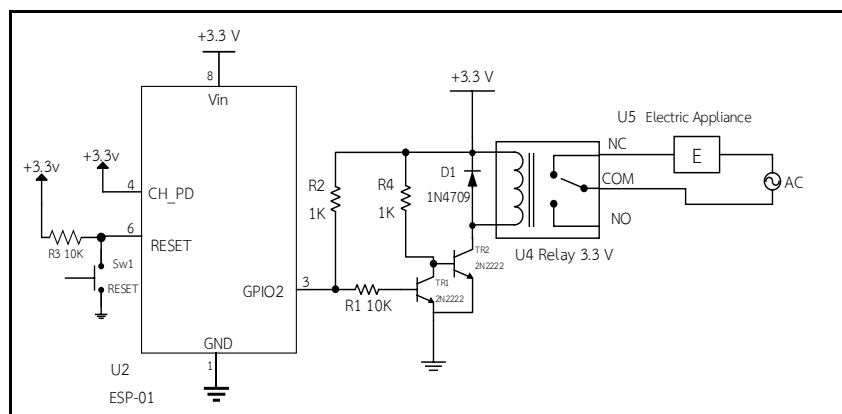 +3.3 V
8
Vin
+3.3 V
U5 Electric Appliance
NC
E
AC
COM
NO
U4 Relay 3.3 V
+3.3v
+3.3v
4
CH_PD
6
RESET
R3 10K
Sw1
RESET
R2
1K
R4
1K
D1
1N4709
TR2
2N2222
TR1
2N2222
GPIO2
3
R1 10K
GND
1
U2
ESP-01